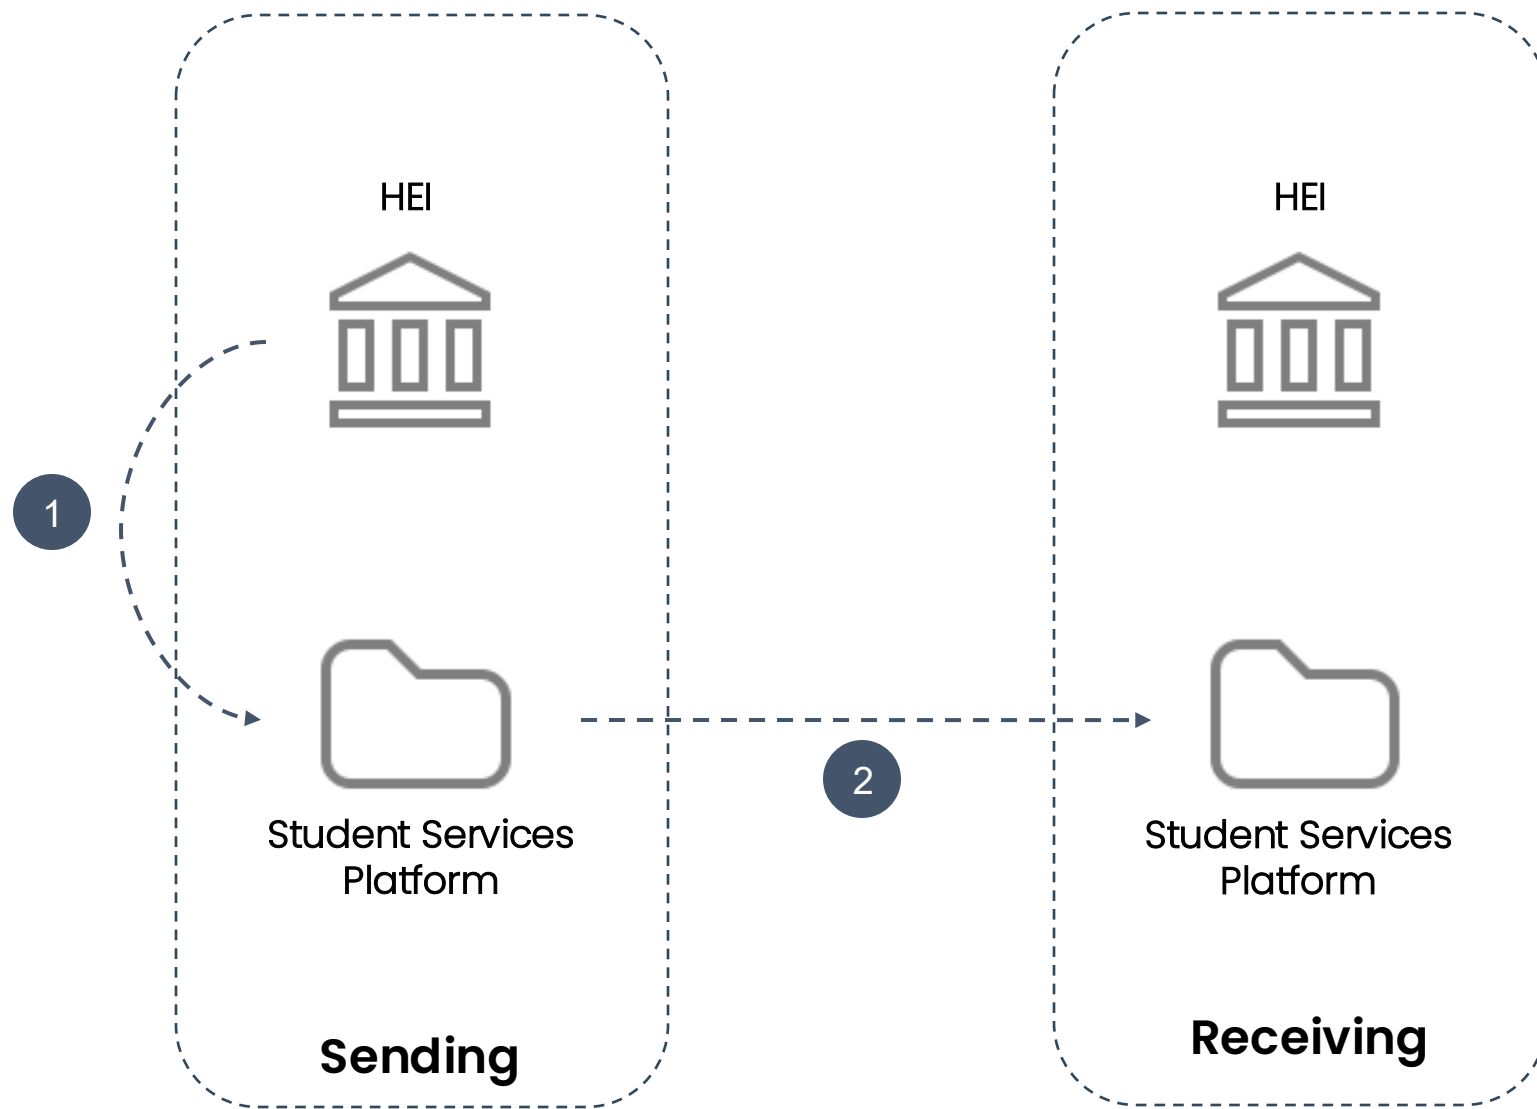 HEI
HEI
1
2
Student Services
Platform
Student Services
Platform
Sending
Receiving